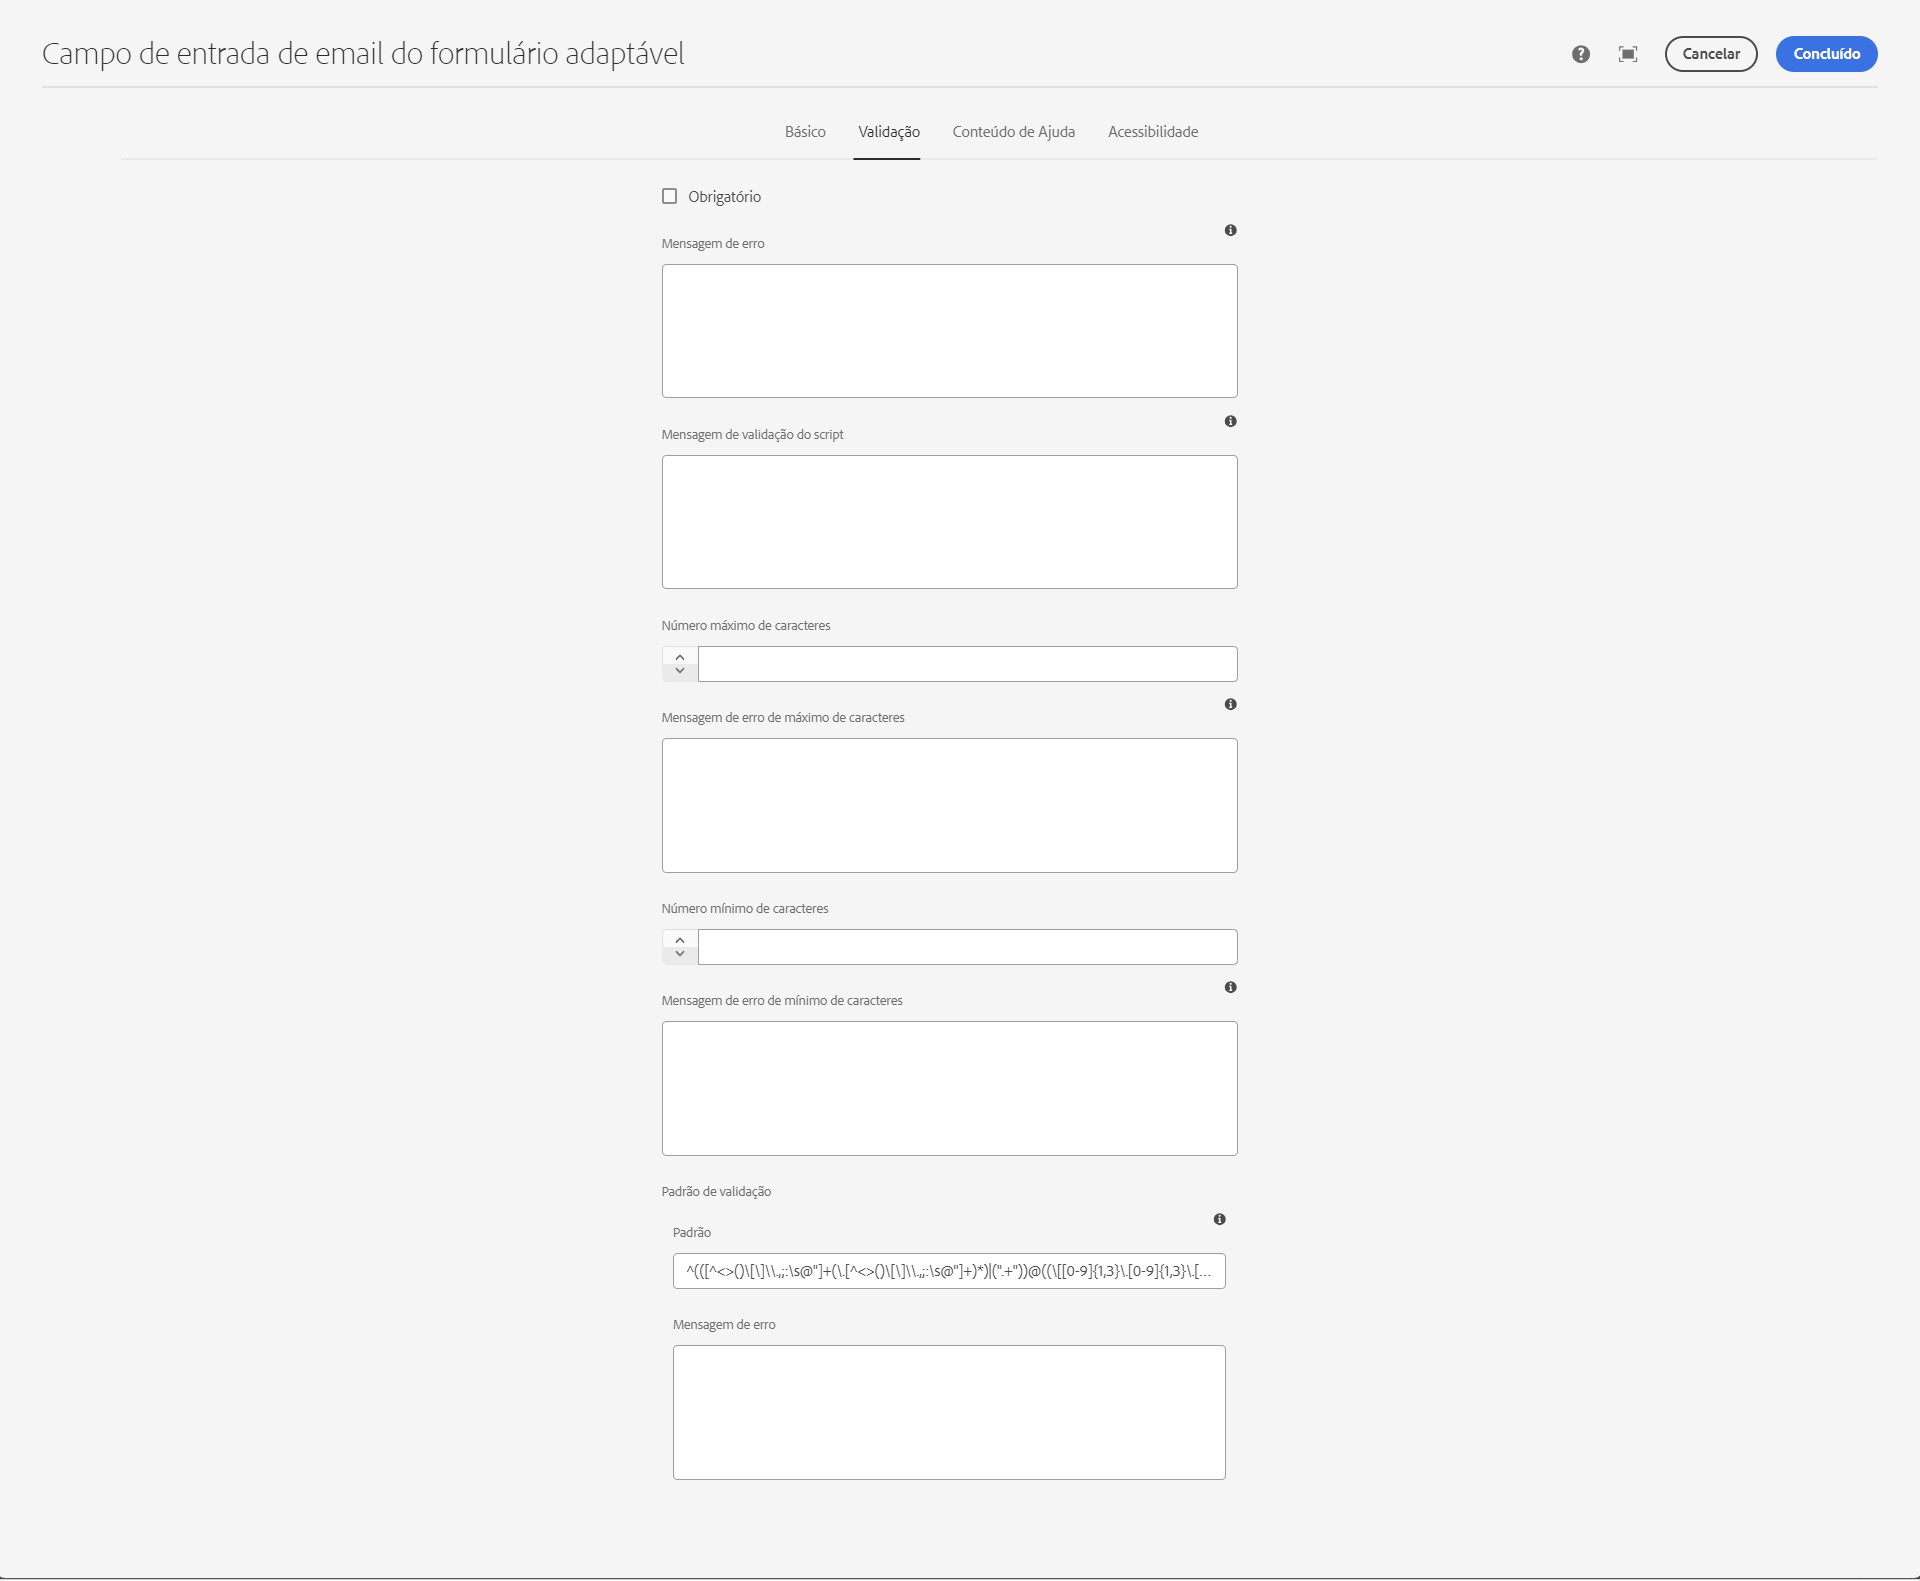 Campo de entrada de email do formulário adaptável
Cancelar
Concluído
Básico Validação Conteúdo de Ajuda Acessibilidade
Obrigatório
Mensagem de erro
Mensagem de validação do script
Número máximo de caracteres
Mensagem de erro de máximo de caracteres
Número mínimo de caracteres
Mensagem de erro de mínimo de caracteres
Padrão de validação
Padrão
^(([^<>()\[\]\\.,;:\s@"]+(\.[^<>()\[\]\\.,;:\s@"]+)*)|(".+"))@((\[[0-9]{1,3}\.[0-9]{1,3}\.[...
Mensagem de erro